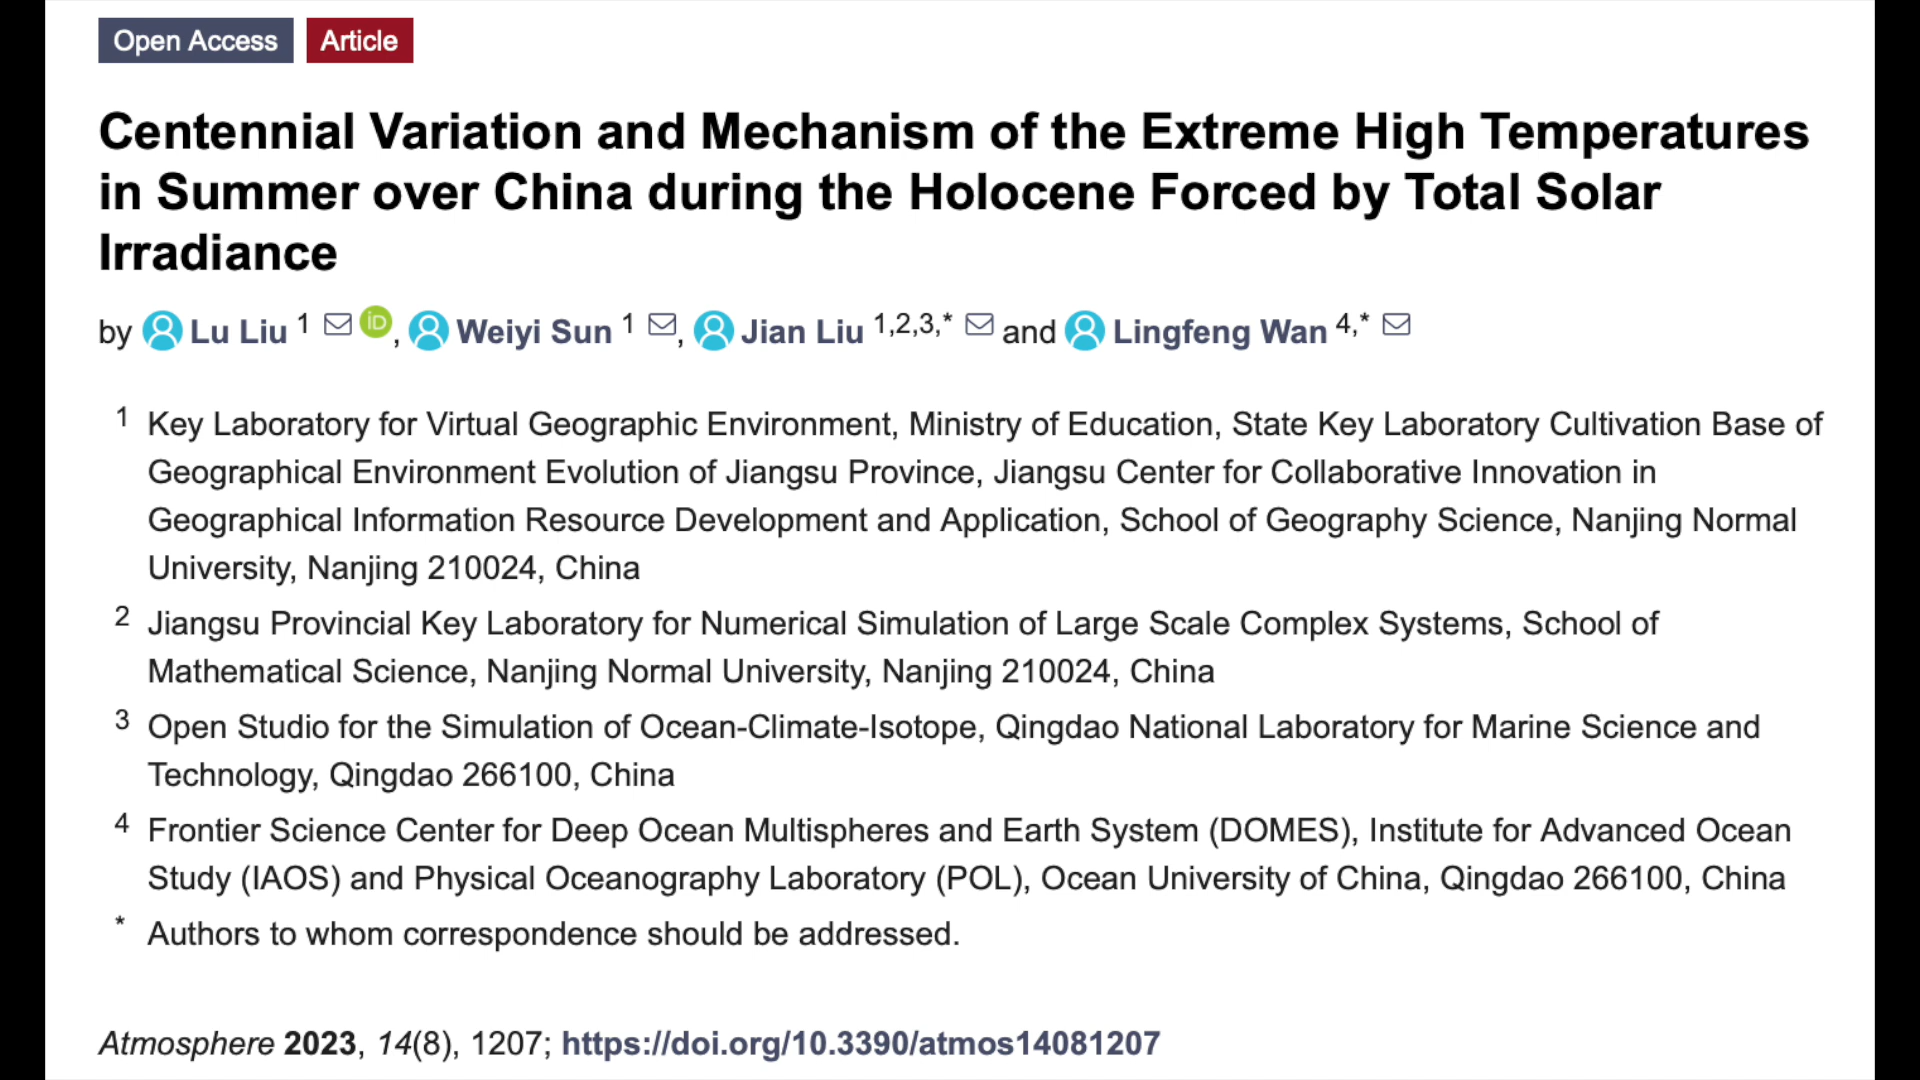 Open Access Article
Centennial Variation and Mechanism of the Extreme High Temperatures
in Summer over China during the Holocene Forced by Total Solar
Irradiance
by Lu Liu 1 iD, Weiyi Sun 1, Jian Liu 1,2,3,* and Lingfeng Wan 4,*
1 Key Laboratory for Virtual Geographic Environment, Ministry of Education, State Key Laboratory Cultivation Base of
Geographical Environment Evolution of Jiangsu Province, Jiangsu Center for Collaborative Innovation in
Geographical Information Resource Development and Application, School of Geography Science, Nanjing Normal
University, Nanjing 210024, China
2 Jiangsu Provincial Key Laboratory for Numerical Simulation of Large Scale Complex Systems, School of
Mathematical Science, Nanjing Normal University, Nanjing 210024, China
3 Open Studio for the Simulation of Ocean-Climate-Isotope, Qingdao National Laboratory for Marine Science and
Technology, Qingdao 266100, China
4 Frontier Science Center for Deep Ocean Multispheres and Earth System (DOMES), Institute for Advanced Ocean
Study (IAOS) and Physical Oceanography Laboratory (POL), Ocean University of China, Qingdao 266100, China
* Authors to whom correspondence should be addressed.
Atmosphere 2023, 14(8), 1207; https://doi.org/10.3390/atmos14081207